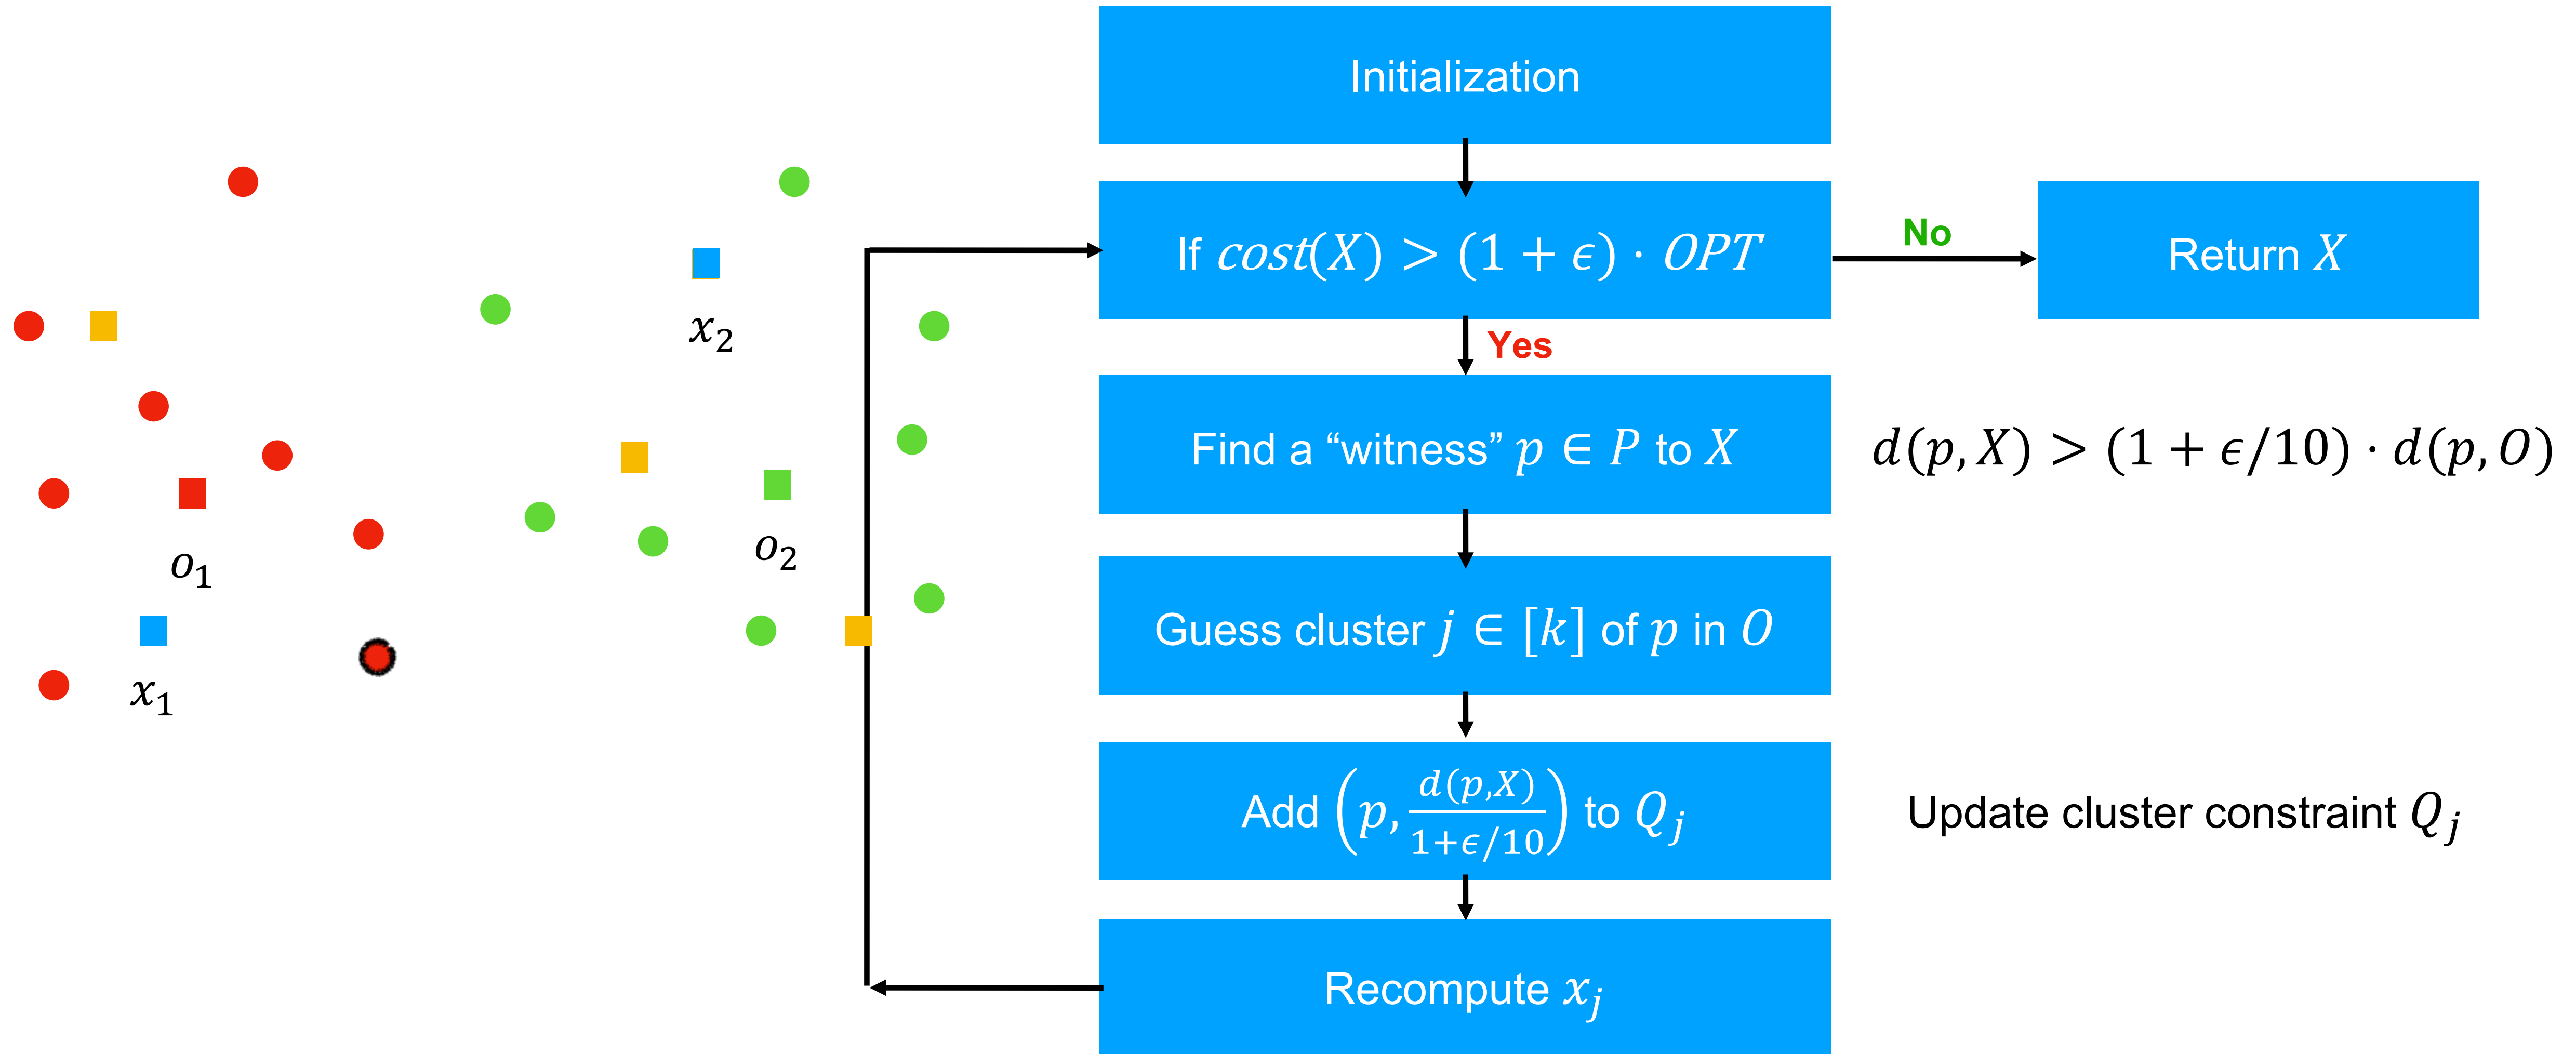 Initialization
If cost(X) > (1 + ϵ) · OPT
No
Return X
x₂
Yes
Find a “witness” p ∈ P to X
d(p, X) > (1 + ϵ/10) · d(p, O)
o₁
o₂
Guess cluster j ∈ [k] of p in O
x₁
Add (p, d(p,X)/1+ϵ/10) to Qⱼ
Update cluster constraint Qⱼ
Recompute xⱼ